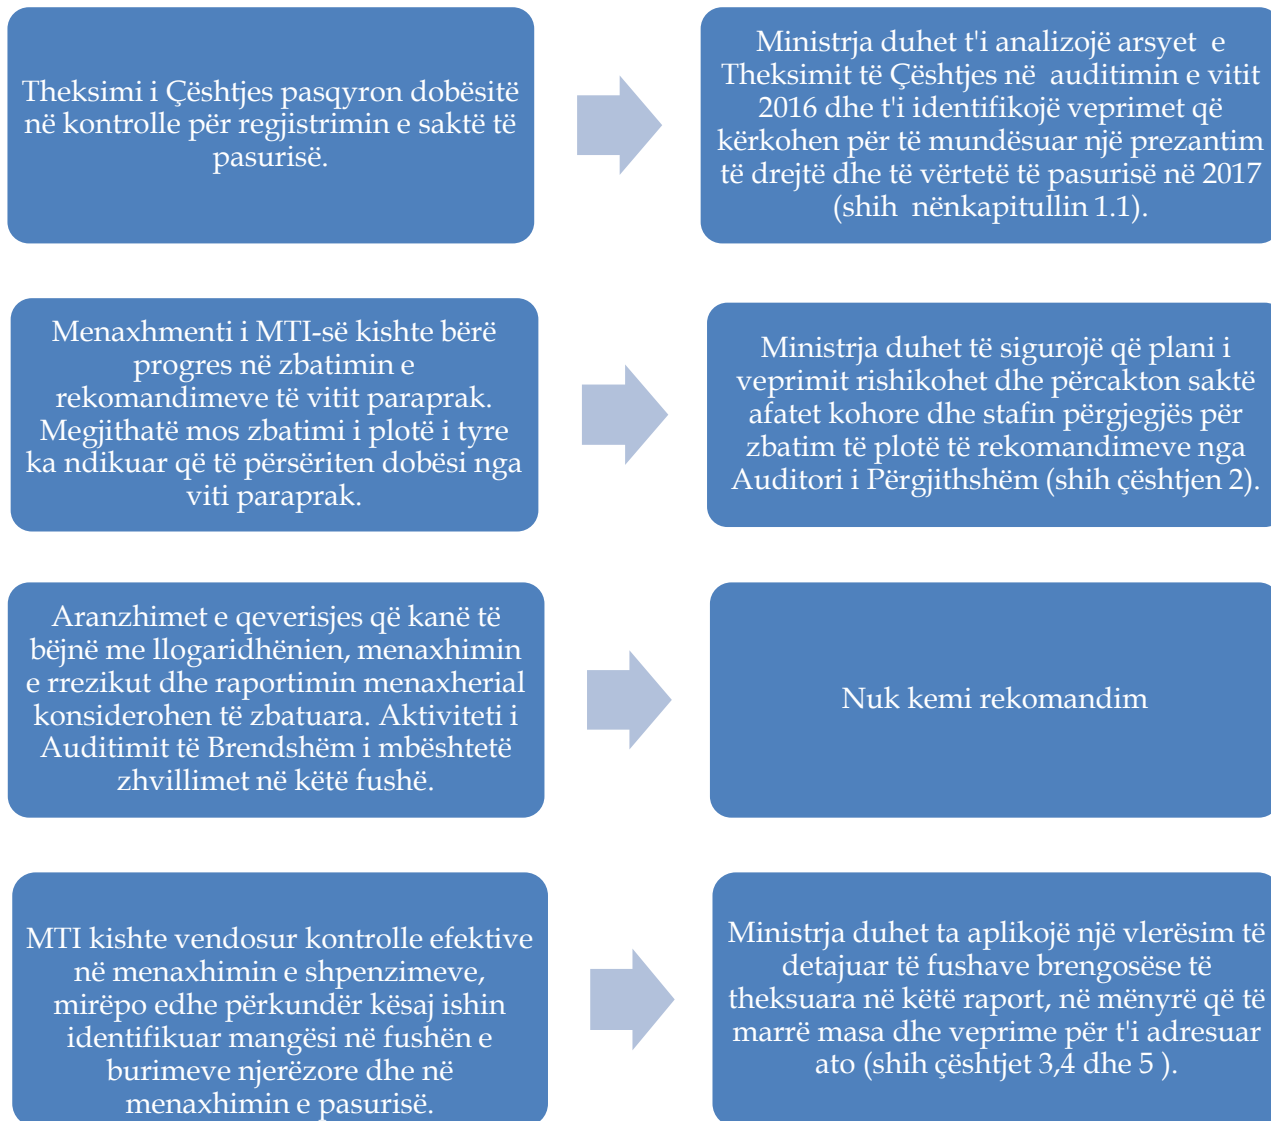 Theksimi i Çështjes pasqyron dobësitë
në kontrolle për regjistrimin e saktë të
pasurisë.
Ministrja duhet t'i analizojë arsyet e
Theksimit të Çështjes në auditimin e vitit
2016 dhe t'i identifikojë veprimet që
kërkohen për të mundësuar një prezantim
të drejtë dhe të vërtetë të pasurisë në 2017
(shih nënkapitullin 1.1).
Menaxhmenti i MTI-së kishte bërë
progres në zbatimin e
rekomandimeve të vitit paraprak.
Megjithatë mos zbatimi i plotë i tyre
ka ndikuar që të përsëriten dobësi nga
viti paraprak.
Ministrja duhet të sigurojë që plani i
veprimit rishikohet dhe përcakton saktë
afatet kohore dhe stafin përgjegjës për
zbatim të plotë të rekomandimeve nga
Auditori i Përgjithshëm (shih çështjen 2).
Aranzhimet e qeverisjes që kanë të
bëjnë me llogaridhënien, menaxhimin
e rrezikut dhe raportimin menaxherial
konsiderohen të zbatuara. Aktiviteti i
Auditimit të Brendshëm i mbështetë
zhvillimet në këtë fushë.
Nuk kemi rekomandim
MTI kishte vendosur kontrolle efektive
në menaxhimin e shpenzimeve,
mirëpo edhe përkundër kësaj ishin
identifikuar mangësi në fushën e
burimeve njerëzore dhe në
menaxhimin e pasurisë.
Ministrja duhet ta aplikojë një vlerësim të
detajuar të fushave brengosëse të
theksuara në këtë raport, në mënyrë që të
marrë masa dhe veprime për t'i adresuar
ato (shih çështjet 3,4 dhe 5 ).